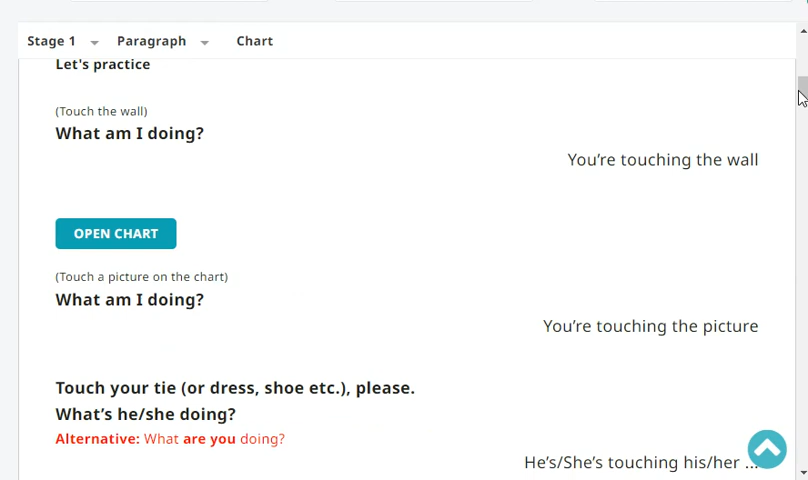 Stage 1 Paragraph Chart
Let's practice
(Touch the wall)
What am I doing?
You're touching the wall
OPEN CHART
(Touch a picture on the chart)
What am I doing?
You're touching the picture
Touch your tie (or dress, shoe etc.), please.
What's he/she doing?
Alternative: What are you doing?
He's/She's touching his/her ...